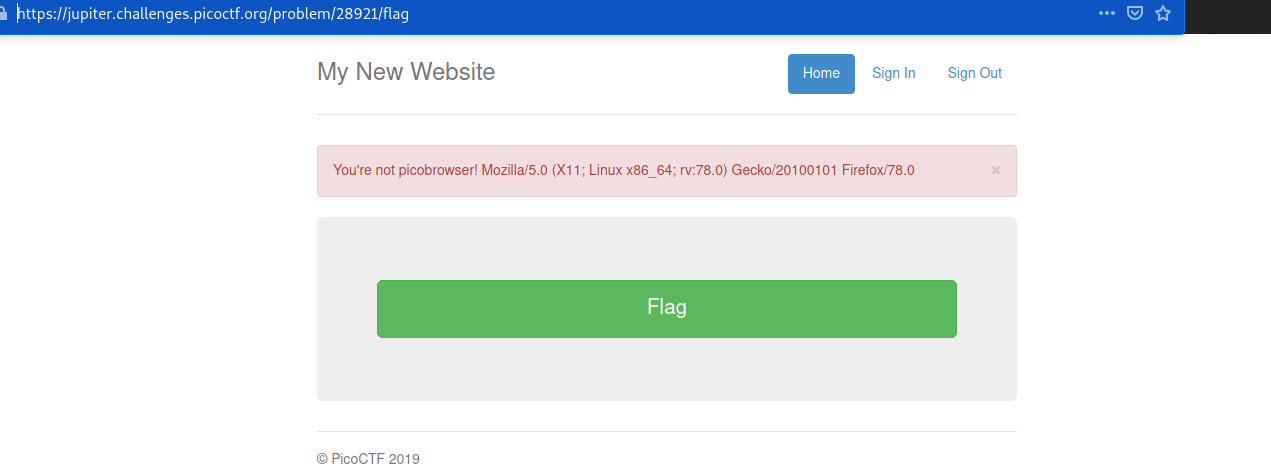 https://jupiter.challenges.picoctf.org/problem/28921/flag
My New Website
Home Sign In Sign Out
You're not picobrowser! Mozilla/5.0 (X11; Linux x86_64; rv:78.0) Gecko/20100101 Firefox/78.0 ×
Flag
© PicoCTF 2019